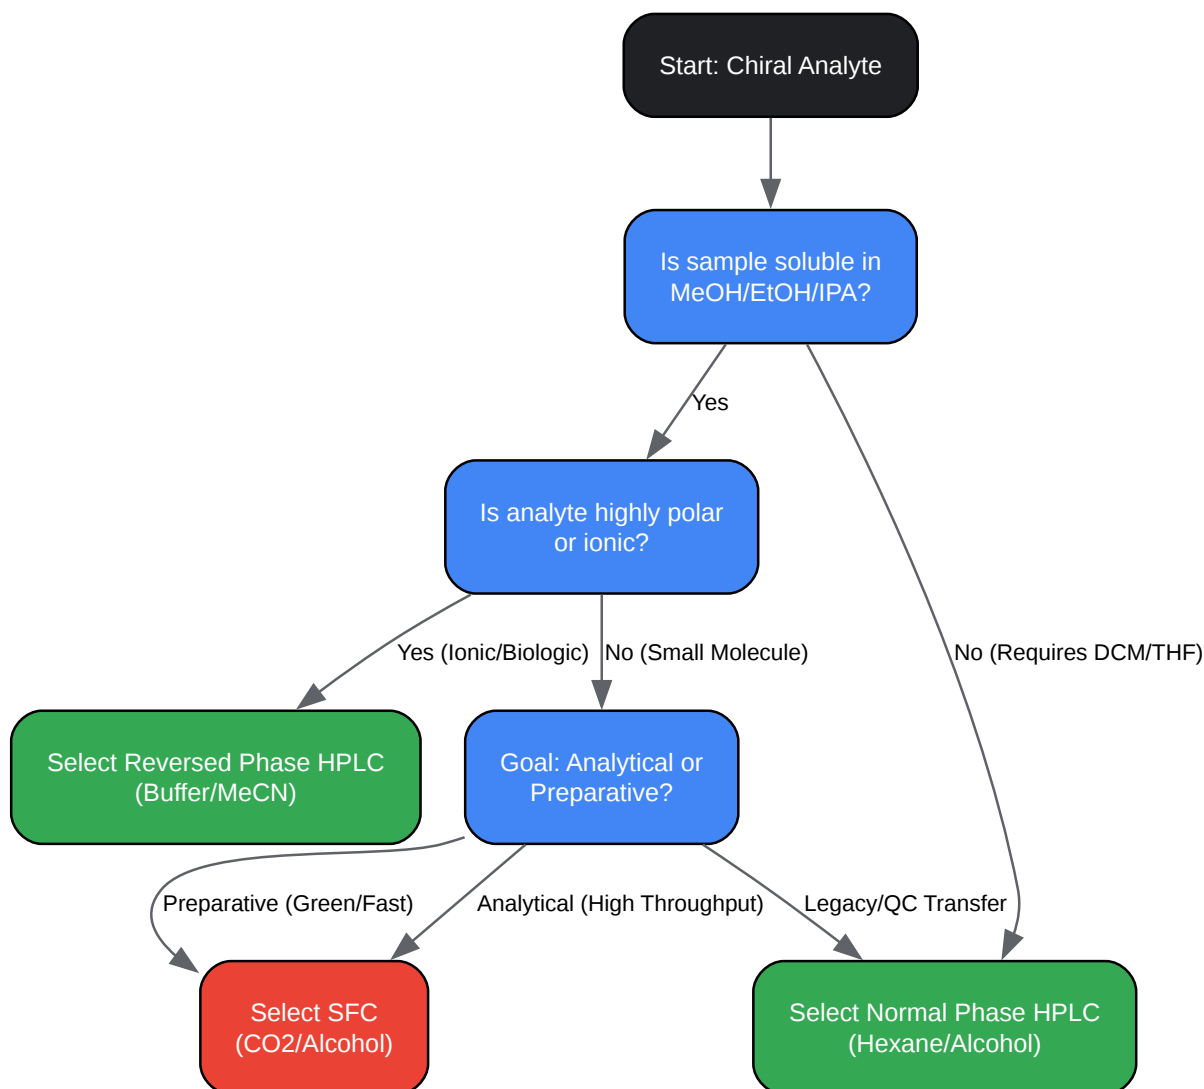 Start: Chiral Analyte
Is sample soluble in
MeOH/EtOH/IPA?
Yes
Is analyte highly polar
or ionic?
Yes (Ionic/Biologic)
No (Small Molecule)
No (Requires DCM/THF)
Select Reversed Phase HPLC
(Buffer/MeCN)
Goal: Analytical or
Preparative?
Preparative (Green/Fast)
Analytical (High Throughput)
Legacy/QC Transfer
Select SFC
(CO2/Alcohol)
Select Normal Phase HPLC
(Hexane/Alcohol)